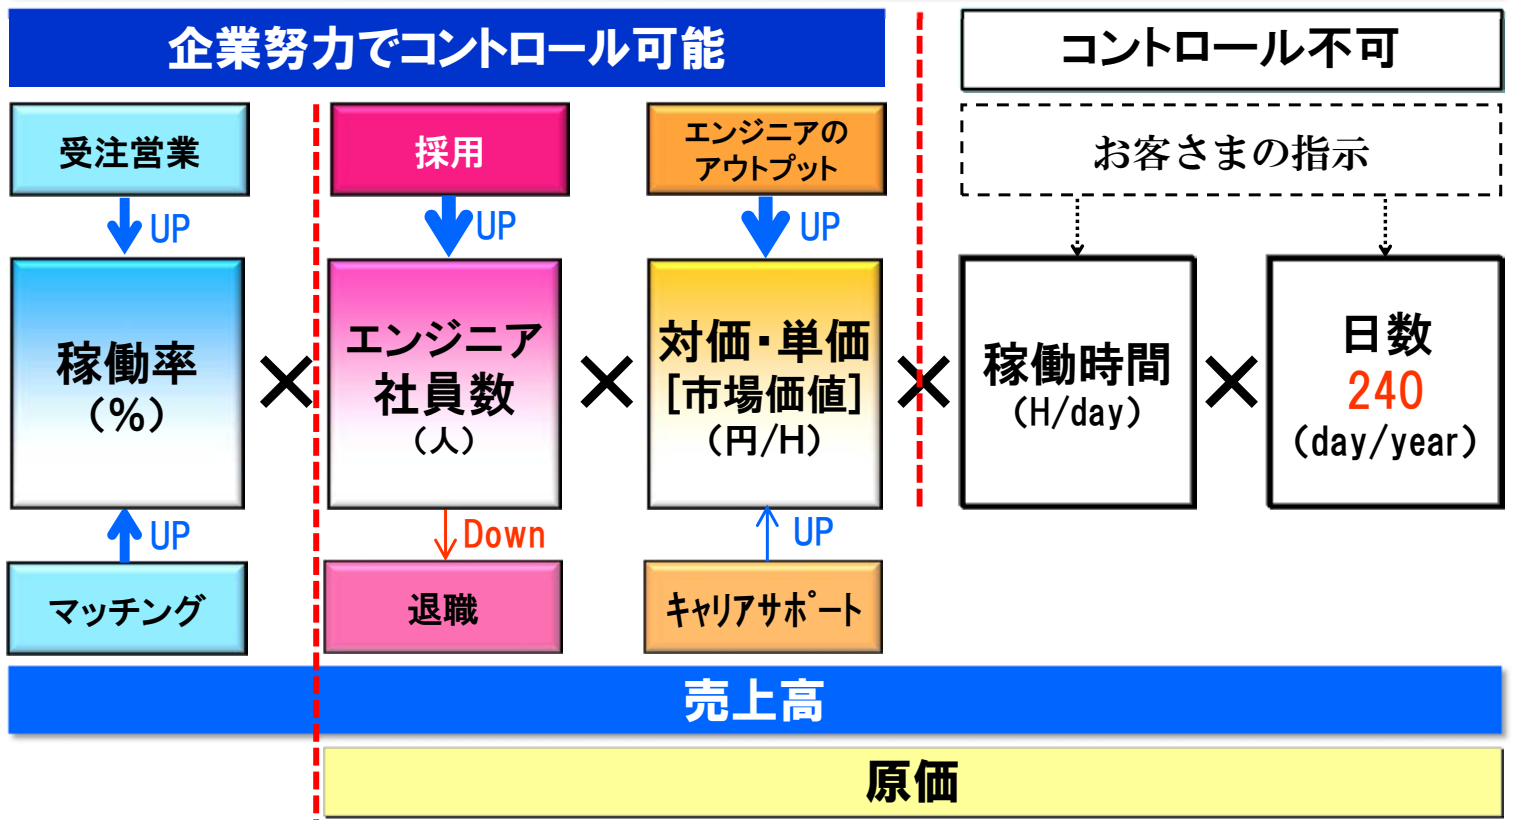 企業努力でコントロール可能
コントロール不可
受注営業
採用
エンジニアの
アウトプット
お客さまの指示
UP
UP
UP
稼働率
(%)
×
エンジニア
社員数
(人)
×
対価・単価
[市場価値]
(円/H)
×
稼働時間
(H/day)
×
日数
240
(day/year)
UP
Down
UP
マッチング
退職
ｷｬﾘｱｻﾎﾟｰﾄ
売上高
原価